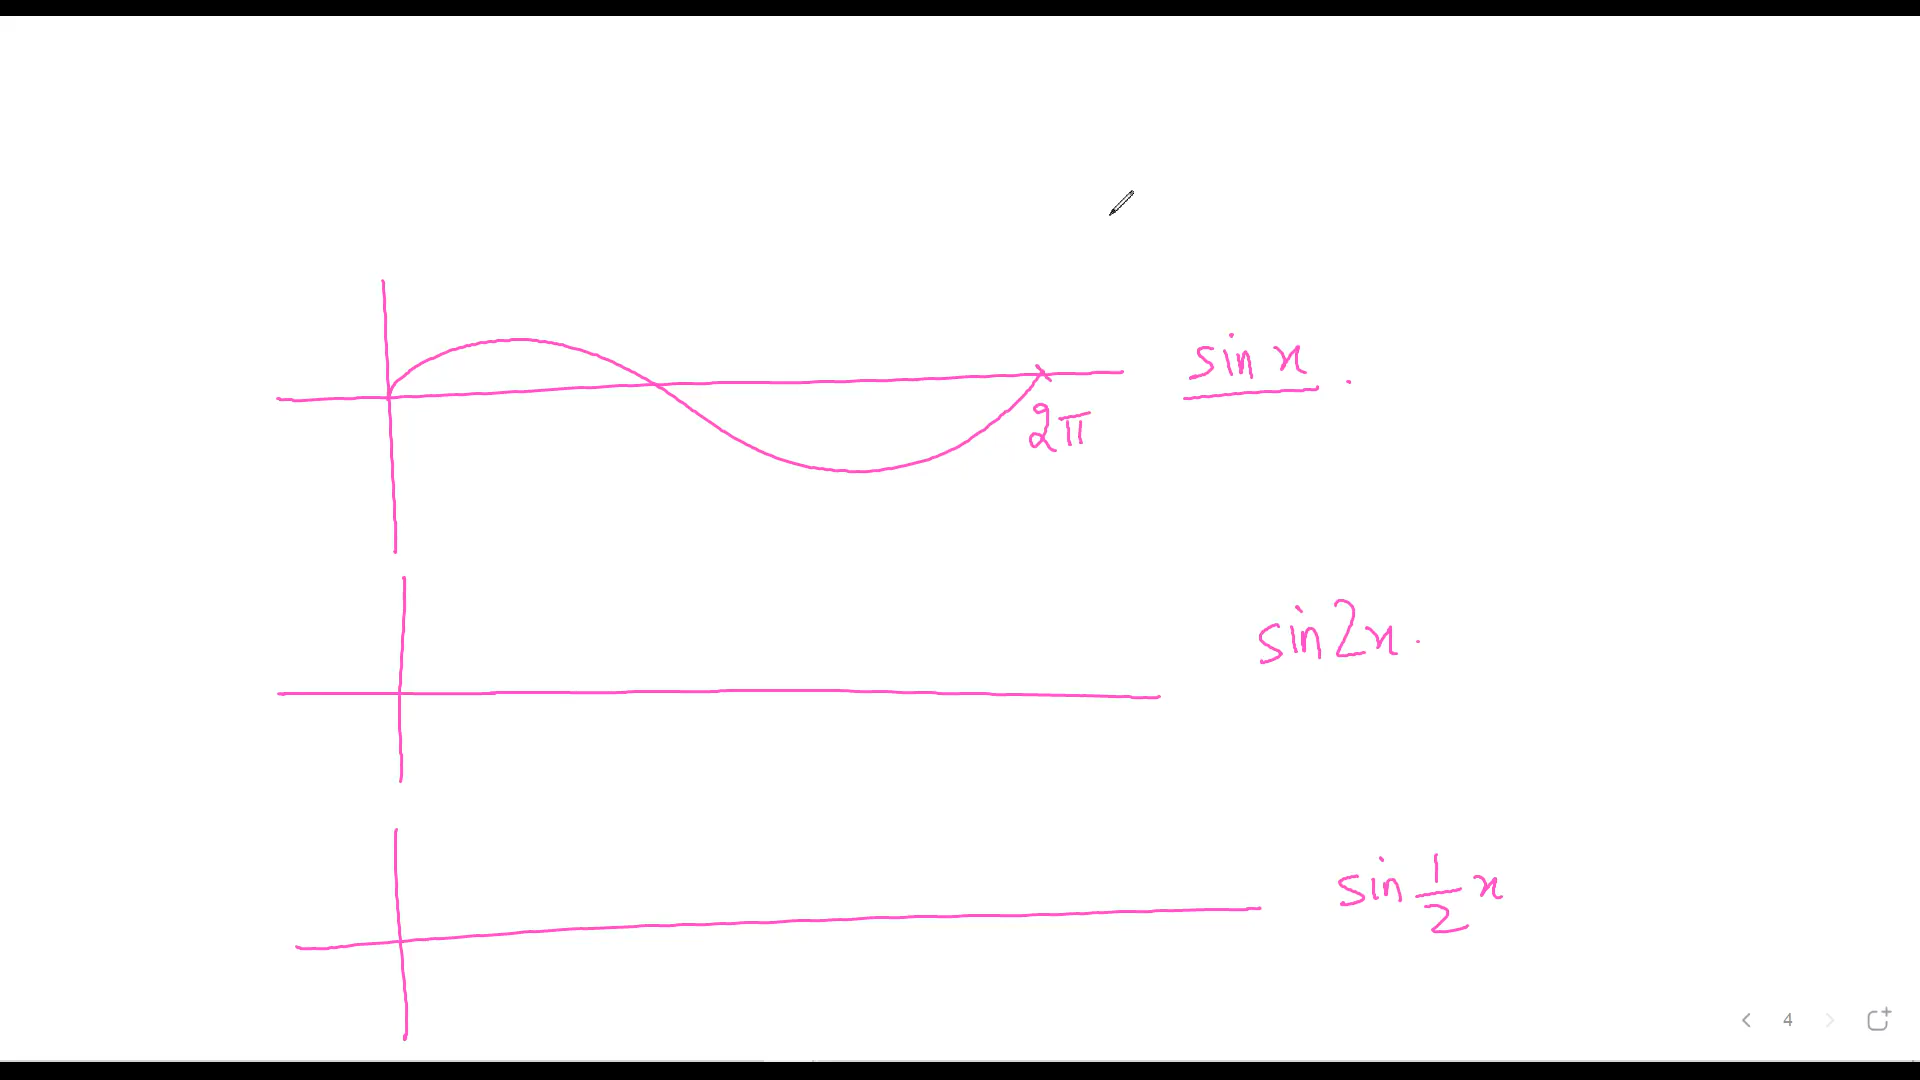 sin x .
2π
sin 2x .
sin 1/2 x
4